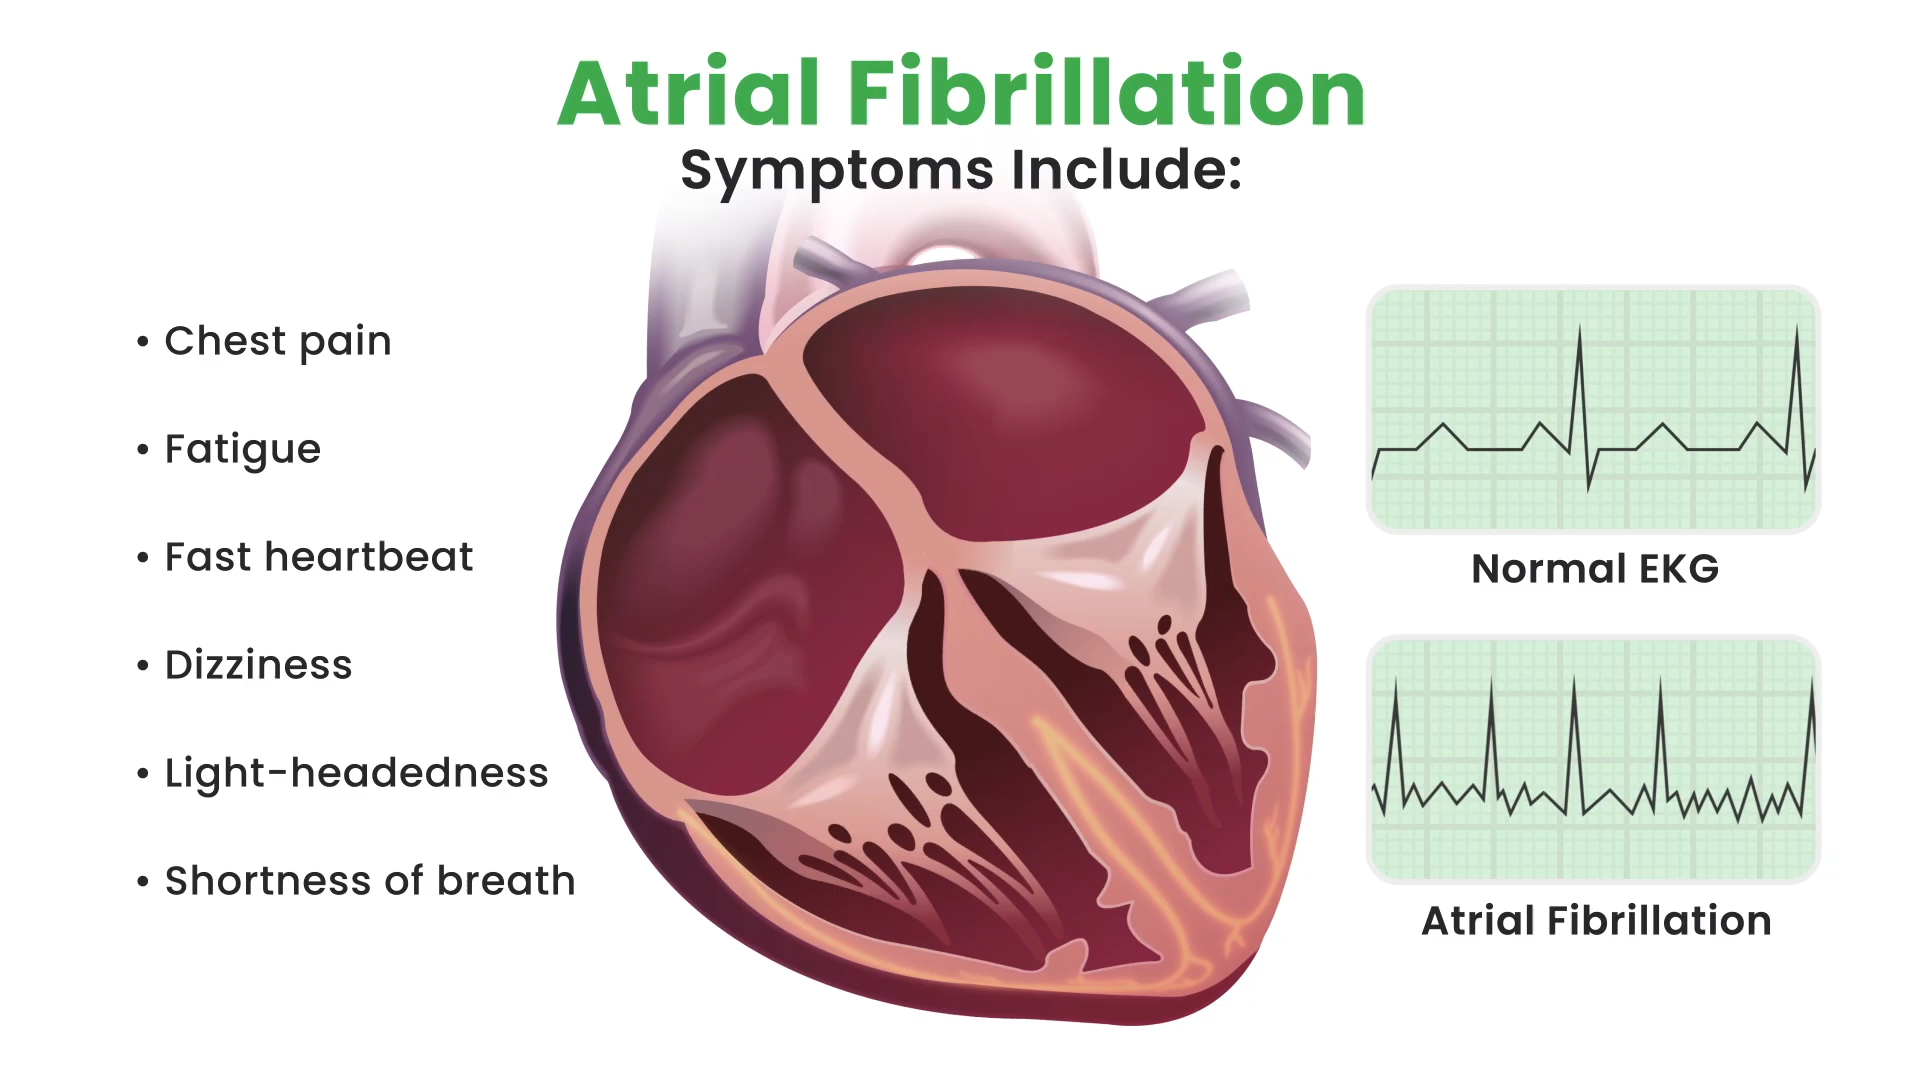 Atrial Fibrillation
Symptoms Include:
• Chest pain
• Fatigue
• Fast heartbeat
• Dizziness
• Light-headedness
• Shortness of breath
Normal EKG
Atrial Fibrillation